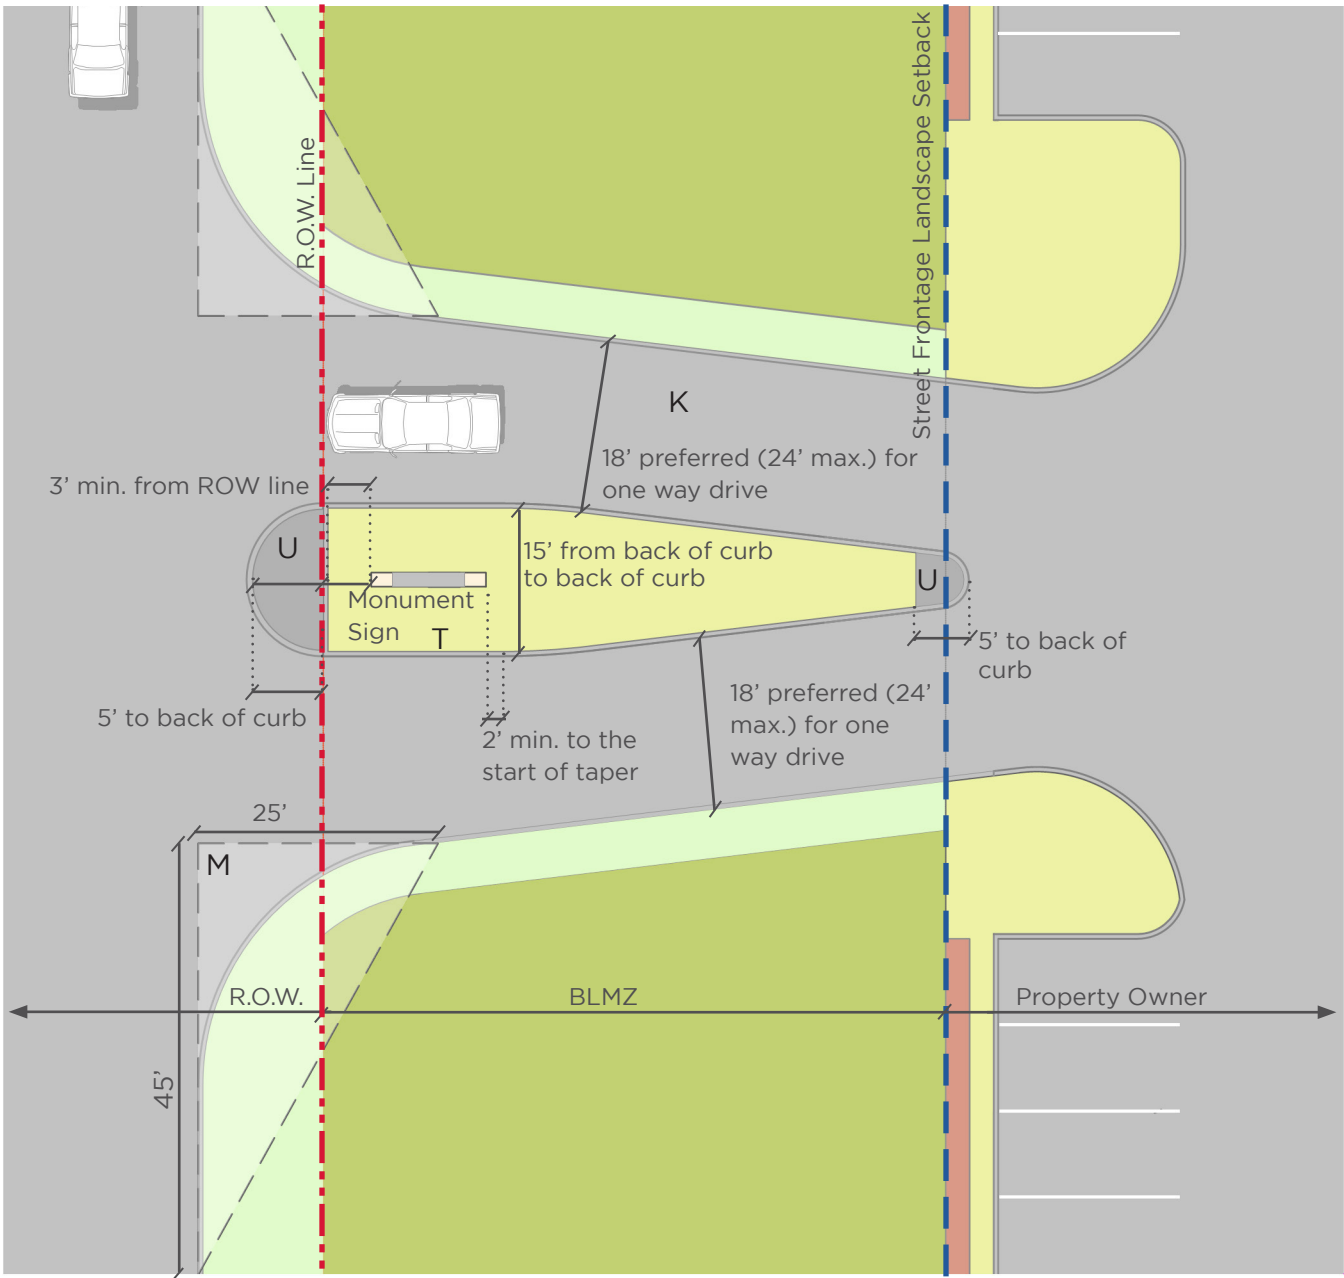 Street Frontage Landscape Setback
R.O.W. Line
K
18’ preferred (24’ max.) for
one way drive
3’ min. from ROW line
U
15’ from back of curb
to back of curb
U
Monument
Sign
T
5’ to back of
curb
5’ to back of curb
18’ preferred (24’
max.) for one
way drive
2’ min. to the
start of taper
25’
M
R.O.W.
BLMZ
Property Owner
45’